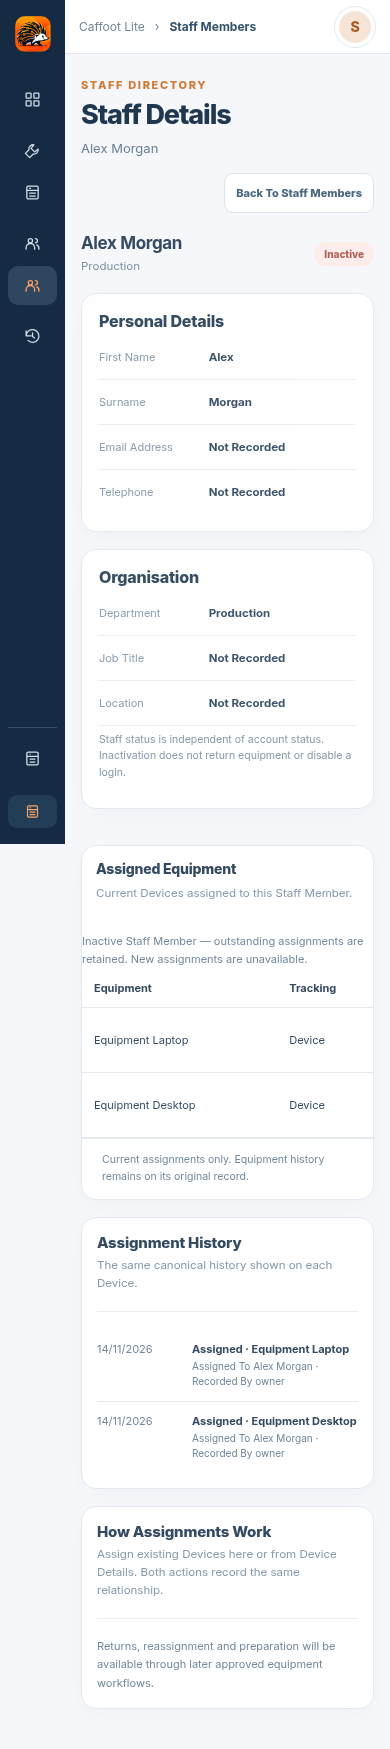 Caffoot Lite › Staff Members
S
STAFF DIRECTORY
Staff Details
Alex Morgan
Back To Staff Members
Alex Morgan
Production
Inactive
Personal Details
First Name Alex
Surname Morgan
Email Address Not Recorded
Telephone Not Recorded
Organisation
Department Production
Job Title Not Recorded
Location Not Recorded
Staff status is independent of account status.
Inactivation does not return equipment or disable a
login.
Assigned Equipment
Current Devices assigned to this Staff Member.
Inactive Staff Member — outstanding assignments are
retained. New assignments are unavailable.
Equipment Tracking
Equipment Laptop Device
Equipment Desktop Device
Current assignments only. Equipment history
remains on its original record.
Assignment History
The same canonical history shown on each
Device.
14/11/2026 Assigned · Equipment Laptop
Assigned To Alex Morgan ·
Recorded By owner
14/11/2026 Assigned · Equipment Desktop
Assigned To Alex Morgan ·
Recorded By owner
How Assignments Work
Assign existing Devices here or from Device
Details. Both actions record the same
relationship.
Returns, reassignment and preparation will be
available through later approved equipment
workflows.